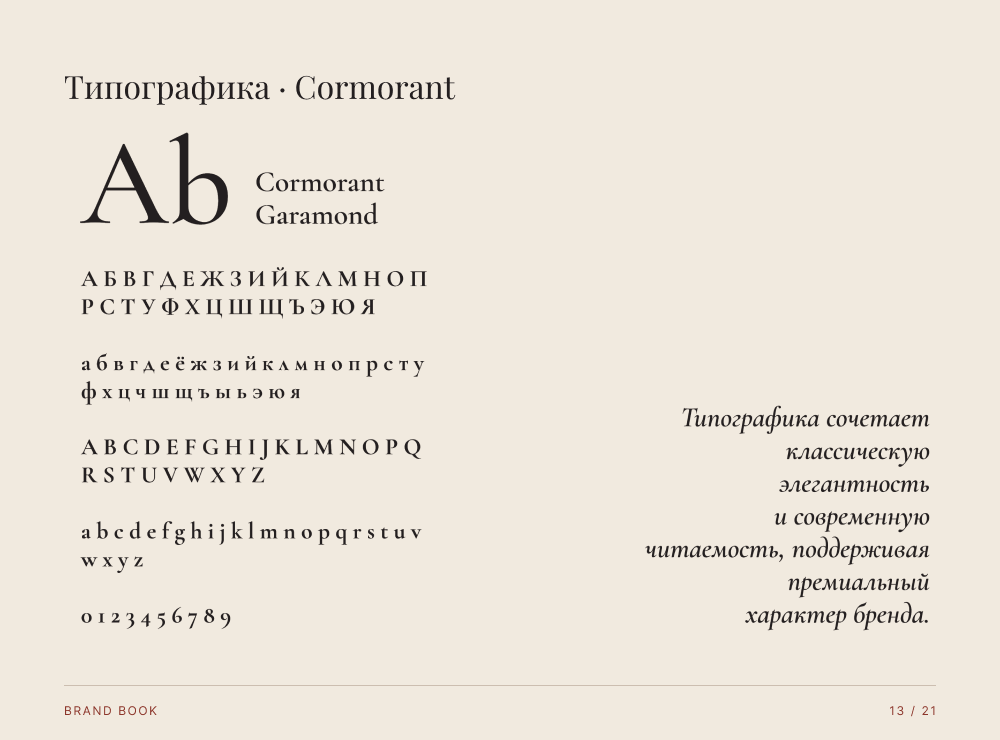 Типографика · Cormorant
Ab
Cormorant
Garamond
А Б В Г Д Е Ж З И Й К Л М Н О П
Р С Т У Ф Х Ц Ш Щ Ъ Э Ю Я
а б в г д е ё ж з и й к л м н о п р с т у
ф х ц ч ш щ ъ ы ь э ю я
A B C D E F G H I J K L M N O P Q
R S T U V W X Y Z
a b c d e f g h i j k l m n o p q r s t u v
w x y z
0 1 2 3 4 5 6 7 8 9
Типографика сочетает
классическую
элегантность
и современную
читаемость, поддерживая
премиальный
характер бренда.
BRAND BOOK
13 / 21